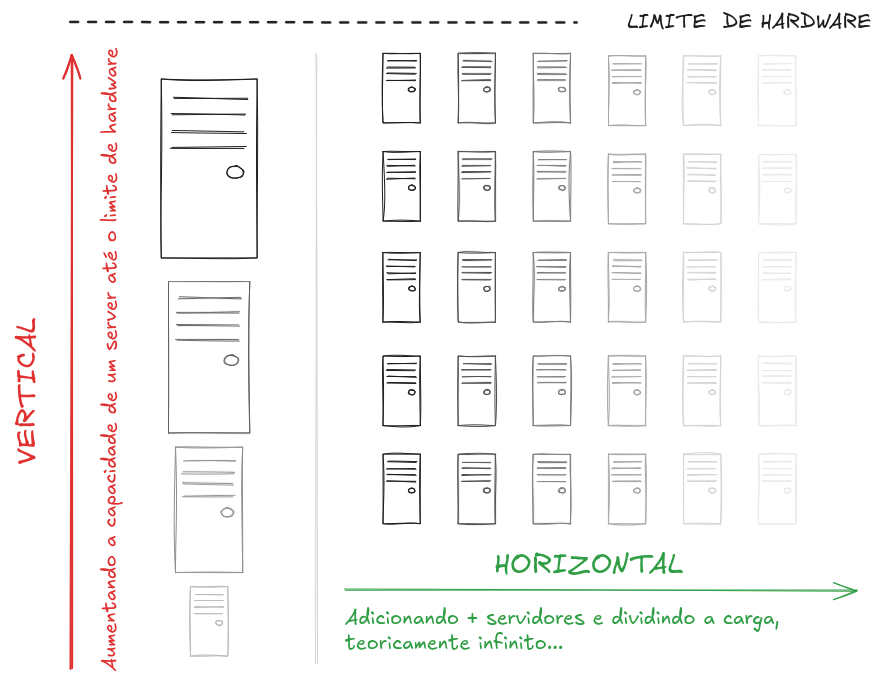 LIMITE DE HARDWARE
VERTICAL
Aumentando a capacidade de um server até o limite de hardware
HORIZONTAL
Adicionando + servidores e dividindo a carga,
teoricamente infinito...